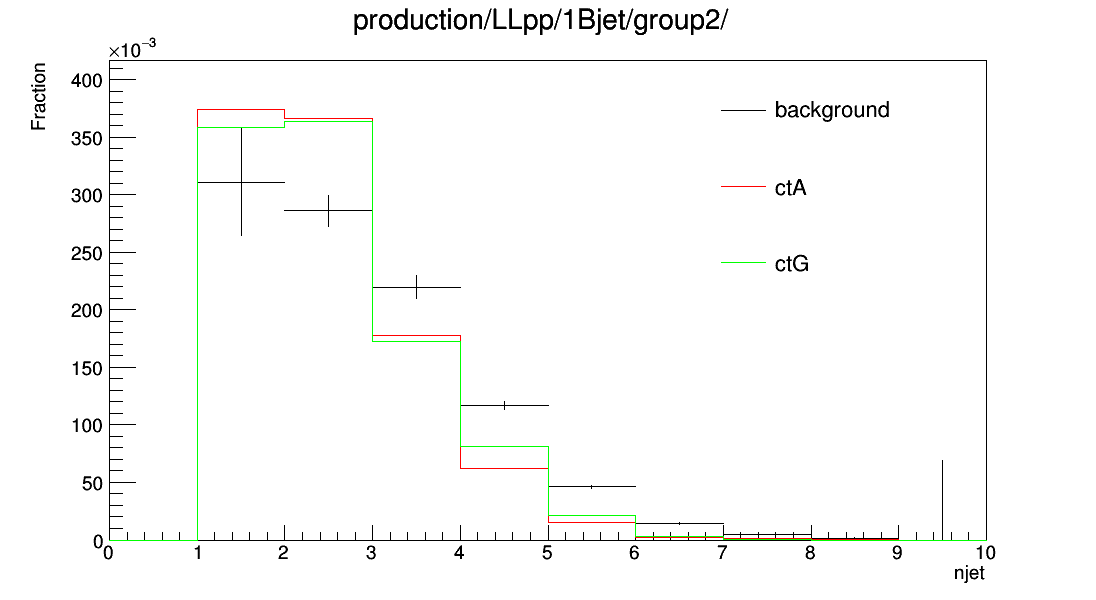 production/LLpp/1Bjet/group2/
×10⁻³
Fraction
400
350
300
250
200
150
100
50
0
0 1 2 3 4 5 6 7 8 9 10
njet
background
ctA
ctG